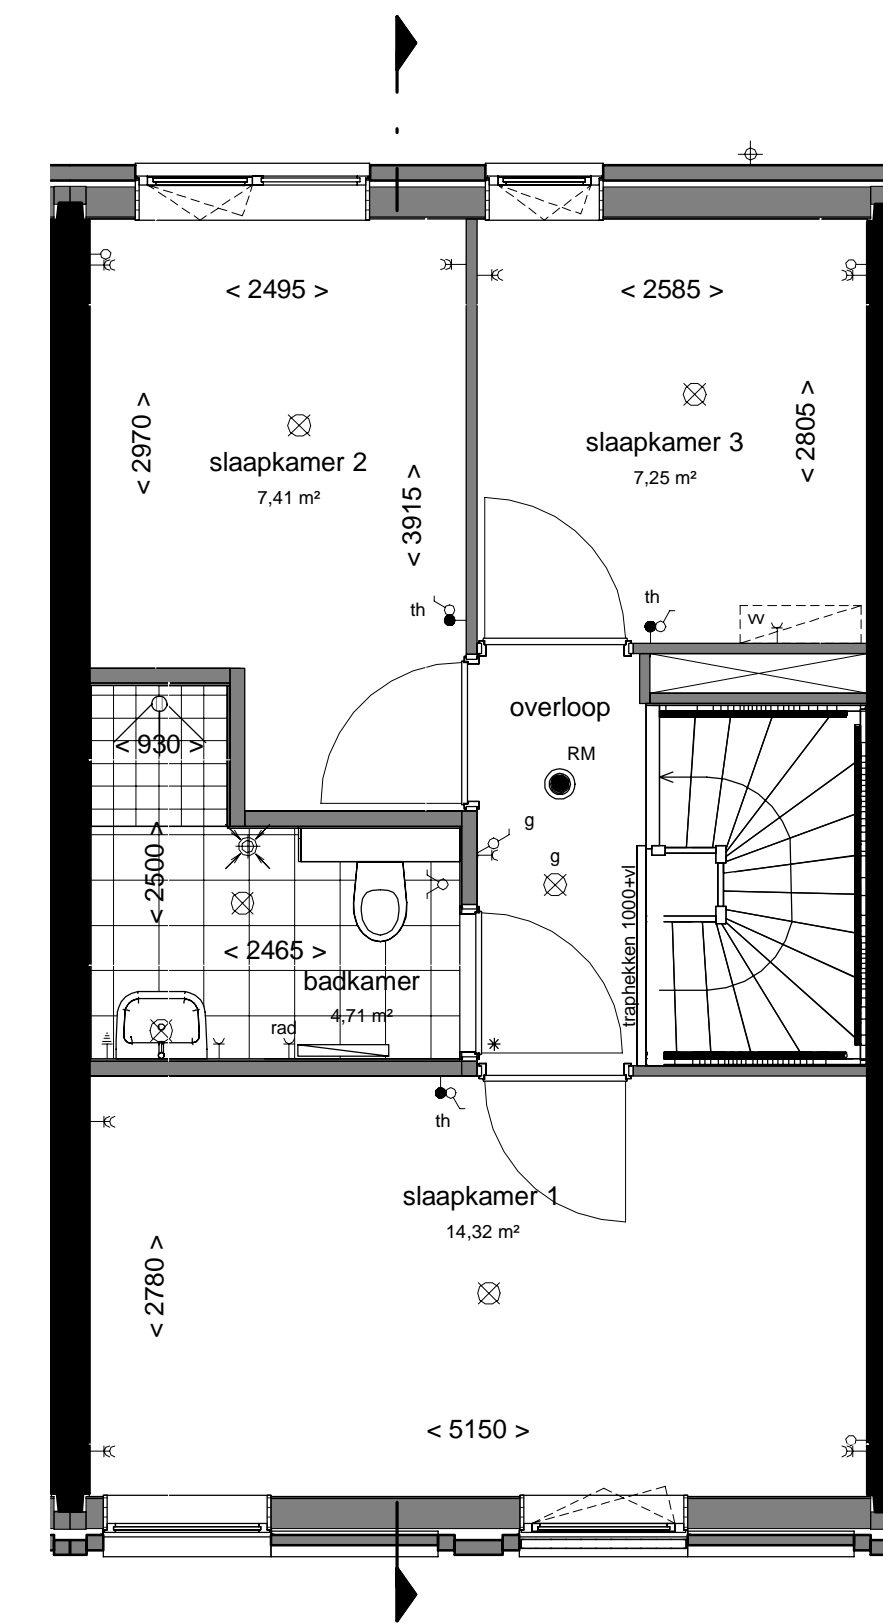 < 2495 >
< 2585 >
< 2970 >
slaapkamer 2
7,41 m²
< 3915 >
slaapkamer 3
7,25 m²
< 2805 >
th
th
vv
overloop
RM
< 930 >
g
g
< 2500 >
< 2465 >
badkamer
4,71 m²
rad
traphekken 1000+vl
*
th
slaapkamer 1
14,32 m²
< 2780 >
< 5150 >